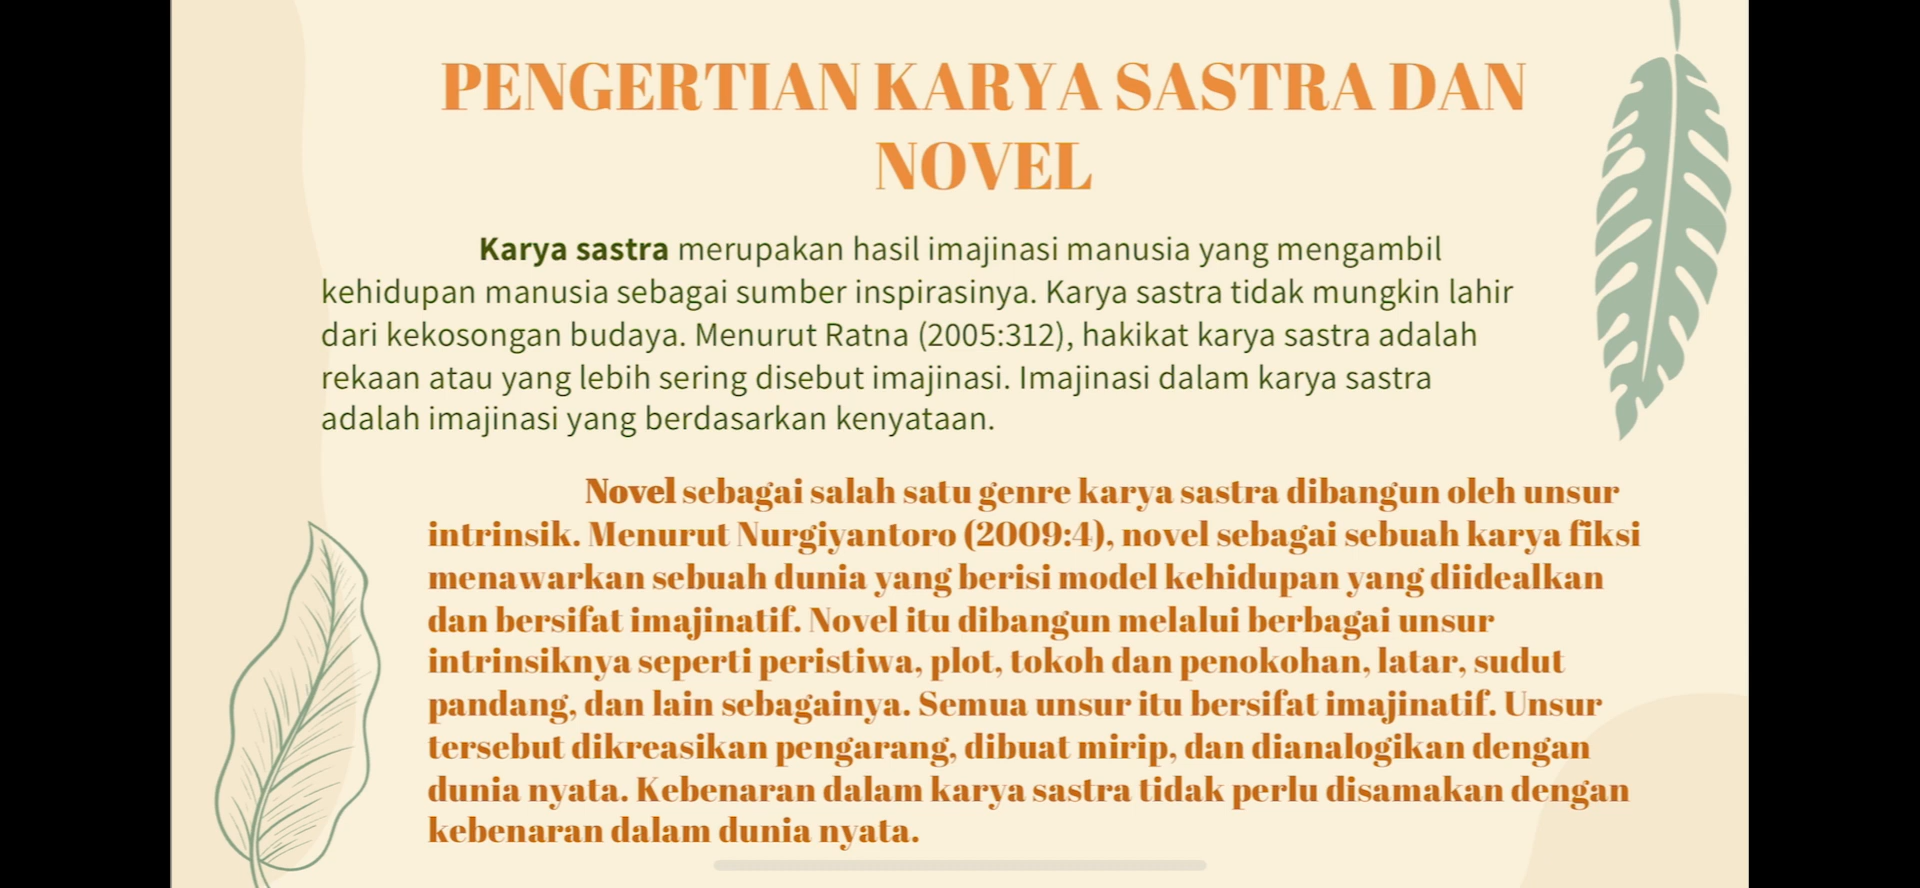 PENGERTIAN KARYA SASTRA DAN
NOVEL
Karya sastra merupakan hasil imajinasi manusia yang mengambil
kehidupan manusia sebagai sumber inspirasinya. Karya sastra tidak mungkin lahir
dari kekosongan budaya. Menurut Ratna (2005:312), hakikat karya sastra adalah
rekaan atau yang lebih sering disebut imajinasi. Imajinasi dalam karya sastra
adalah imajinasi yang berdasarkan kenyataan.
Novel sebagai salah satu genre karya sastra dibangun oleh unsur
intrinsik. Menurut Nurgiyantoro (2009:4), novel sebagai sebuah karya fiksi
menawarkan sebuah dunia yang berisi model kehidupan yang diidealkan
dan bersifat imajinatif. Novel itu dibangun melalui berbagai unsur
intrinsiknya seperti peristiwa, plot, tokoh dan penokohan, latar, sudut
pandang, dan lain sebagainya. Semua unsur itu bersifat imajinatif. Unsur
tersebut dikreasikan pengarang, dibuat mirip, dan dianalogikan dengan
dunia nyata. Kebenaran dalam karya sastra tidak perlu disamakan dengan
kebenaran dalam dunia nyata.